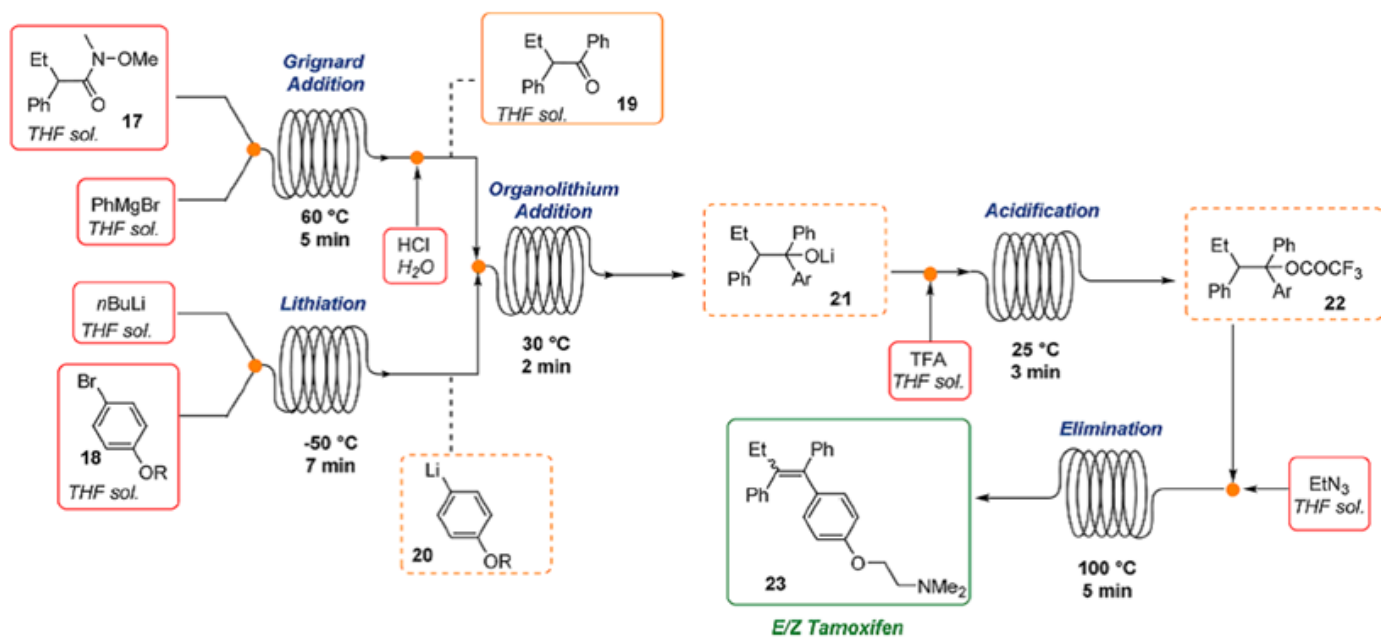 Et
N
OMe
Ph
O
17
THF sol.
PhMgBr
THF sol.
Grignard
Addition
60 °C
5 min
HCl
H2O
Et
Ph
Ph
O
19
THF sol.
nBuLi
THF sol.
Br
18
OR
THF sol.
Lithiation
-50 °C
7 min
Li
20
OR
Organolithium
Addition
30 °C
2 min
Et
Ph
OLi
Ph
Ar
21
TFA
THF sol.
Acidification
25 °C
3 min
Et
Ph
OCOCF3
Ph
Ar
22
EtN3
THF sol.
Elimination
100 °C
5 min
Et
Ph
Ph
O
NMe2
23
E/Z Tamoxifen